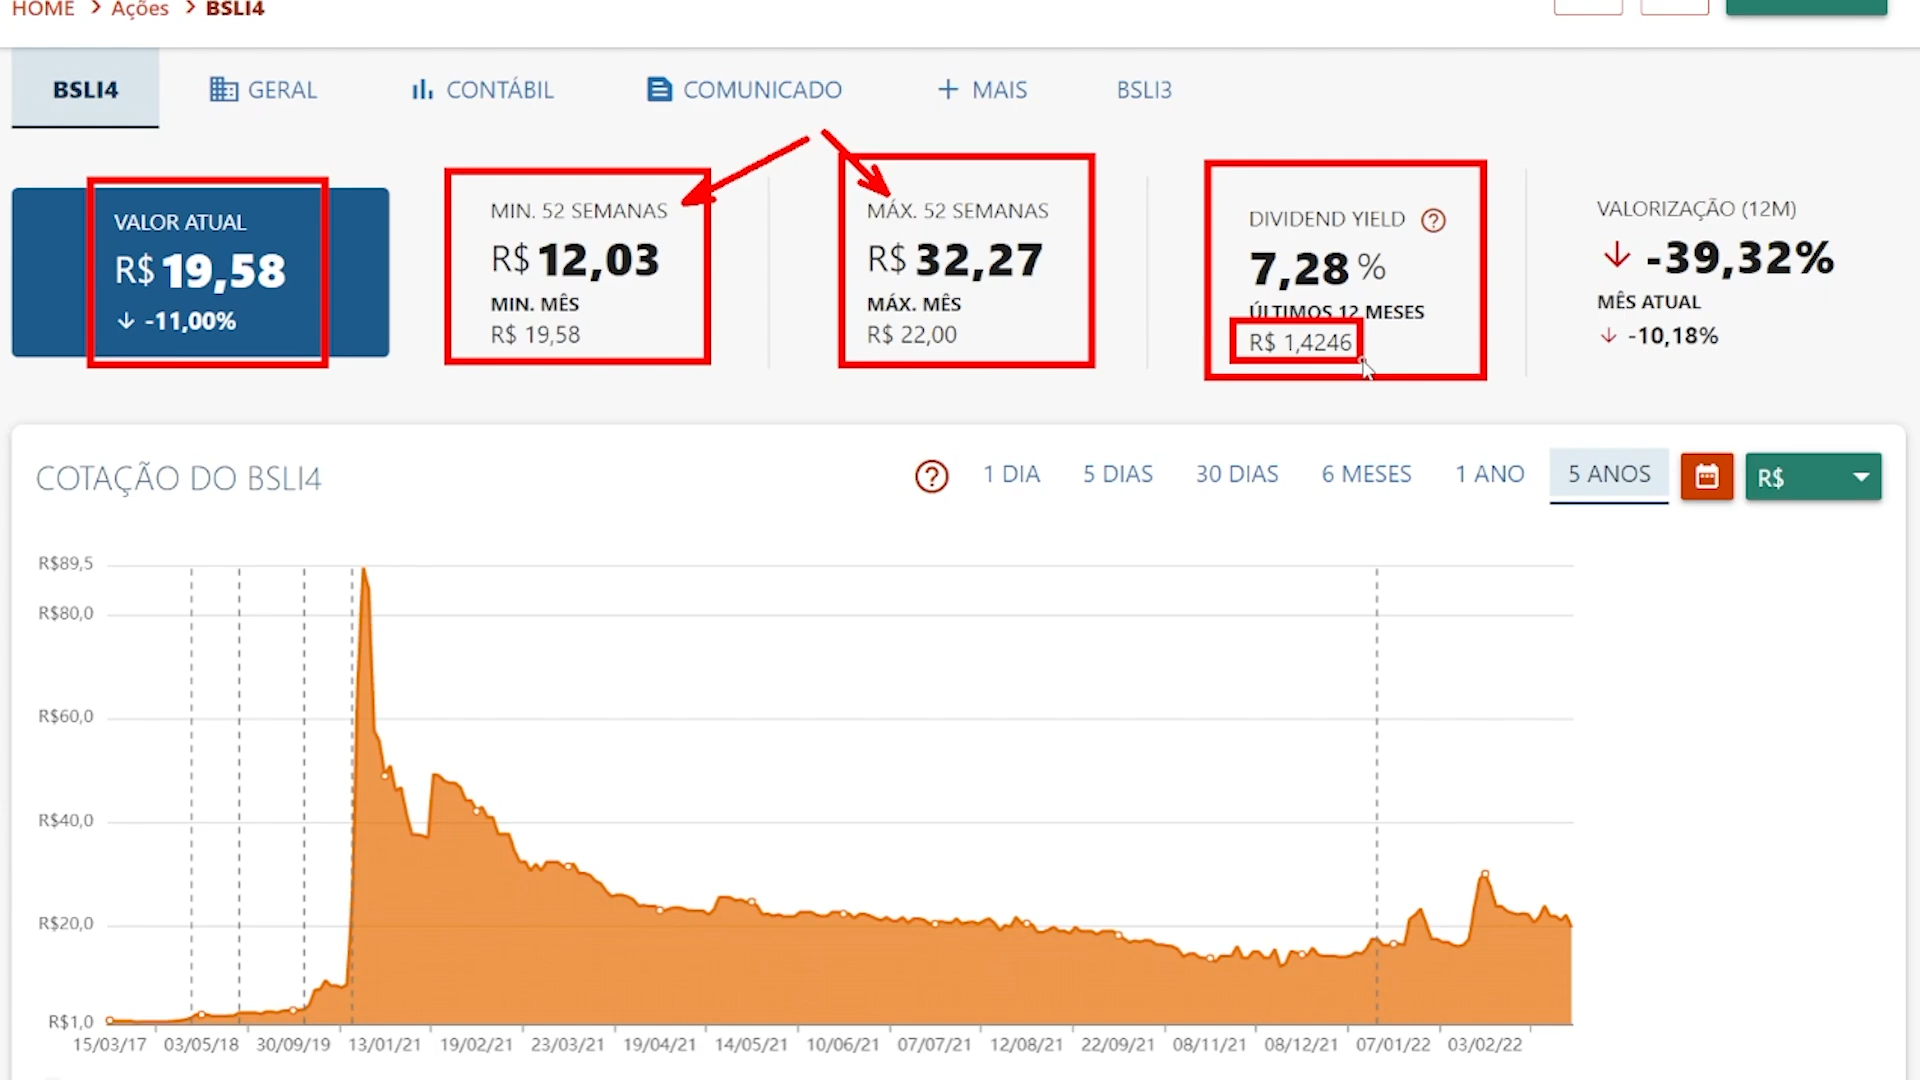 HOME > Ações > BSLI4
BSLI4
GERAL
CONTÁBIL
COMUNICADO
+ MAIS
BSLI3
VALOR ATUAL
R$ 19,58
-11,00%
MIN. 52 SEMANAS
R$ 12,03
MIN. MÊS
R$ 19,58
MÁX. 52 SEMANAS
R$ 32,27
MÁX. MÊS
R$ 22,00
DIVIDEND YIELD ?
7,28 %
ÚLTIMOS 12 MESES
R$ 1,4246
VALORIZAÇÃO (12M)
-39,32%
MÊS ATUAL
-10,18%
COTAÇÃO DO BSLI4
?
1 DIA
5 DIAS
30 DIAS
6 MESES
1 ANO
5 ANOS
R$
R$89,5
R$80,0
R$60,0
R$40,0
R$20,0
R$1,0
15/03/17 03/05/18 30/09/19 13/01/21 19/02/21 23/03/21 19/04/21 14/05/21 10/06/21 07/07/21 12/08/21 22/09/21 08/11/21 08/12/21 07/01/22 03/02/22